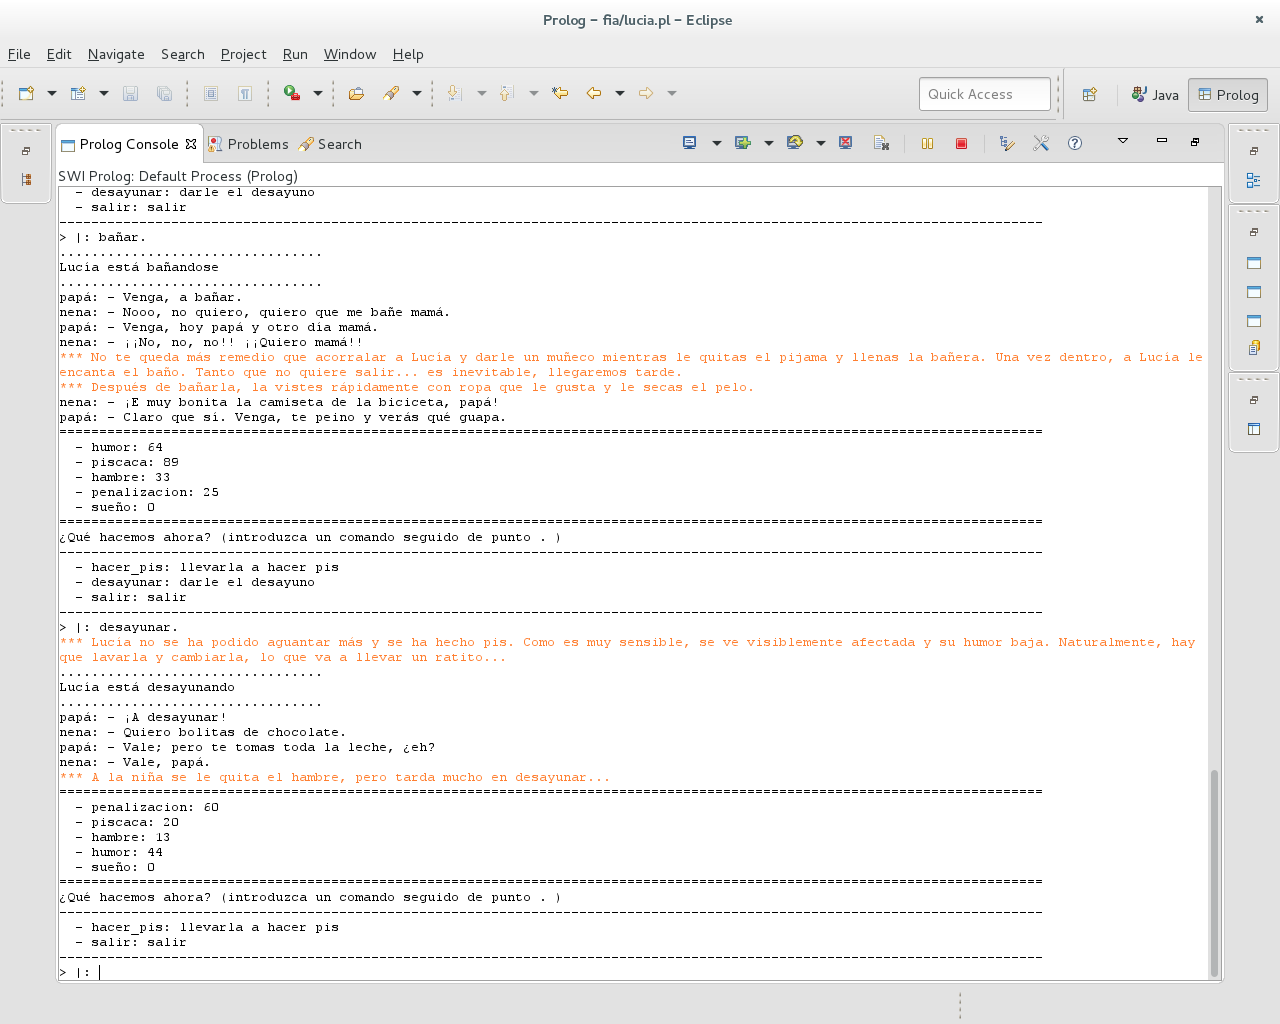 Prolog – fia/lucia.pl – Eclipse
File Edit Navigate Search Project Run Window Help
Quick Access
Java
Prolog
Prolog Console
Problems
Search
SWI Prolog: Default Process (Prolog)
- desayunar: darle el desayuno
- salir: salir
---------------------------------------------------------------------------------------------------------------------------
> |: bañar.
.................................
Lucía está bañandose
.................................
papá: - Venga, a bañar.
nena: - Nooo, no quiero, quiero que me bañe mamá.
papá: - Venga, hoy papá y otro día mamá.
nena: - ¡¡No, no, no!! ¡¡Quiero mamá!!
*** No te queda más remedio que acorralar a Lucía y darle un muñeco mientras le quitas el pijama y llenas la bañera. Una vez dentro, a Lucía le
encanta el baño. Tanto que no quiere salir... es inevitable, llegaremos tarde.
*** Después de bañarla, la vistes rápidamente con ropa que le gusta y le secas el pelo.
nena: - ¡E muy bonita la camiseta de la biciceta, papá!
papá: - Claro que sí. Venga, te peino y verás qué guapa.
===========================================================================================================================
- humor: 64
- piscaca: 89
- hambre: 33
- penalizacion: 25
- sueño: 0
===========================================================================================================================
¿Qué hacemos ahora? (introduzca un comando seguido de punto . )
---------------------------------------------------------------------------------------------------------------------------
- hacer_pis: llevarla a hacer pis
- desayunar: darle el desayuno
- salir: salir
---------------------------------------------------------------------------------------------------------------------------
> |: desayunar.
*** Lucía no se ha podido aguantar más y se ha hecho pis. Como es muy sensible, se ve visiblemente afectada y su humor baja. Naturalmente, hay
que lavarla y cambiarla, lo que va a llevar un ratito...
.................................
Lucía está desayunando
.................................
papá: - ¡A desayunar!
nena: - Quiero bolitas de chocolate.
papá: - Vale; pero te tomas toda la leche, ¿eh?
nena: - Vale, papá.
*** A la niña se le quita el hambre, pero tarda mucho en desayunar...
===========================================================================================================================
- penalizacion: 60
- piscaca: 20
- hambre: 13
- humor: 44
- sueño: 0
===========================================================================================================================
¿Qué hacemos ahora? (introduzca un comando seguido de punto . )
---------------------------------------------------------------------------------------------------------------------------
- hacer_pis: llevarla a hacer pis
- salir: salir
---------------------------------------------------------------------------------------------------------------------------
> |: